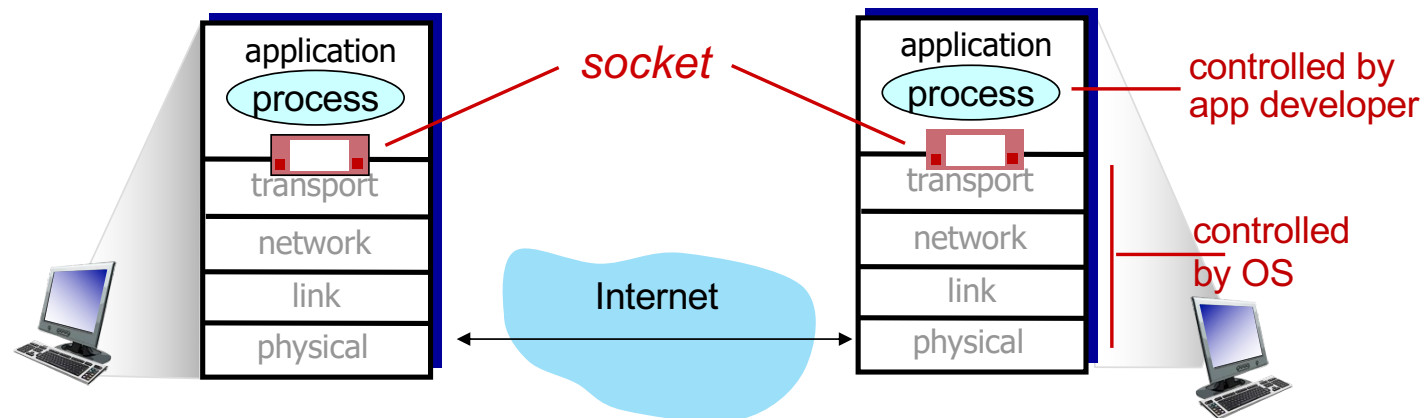 application
process
transport
network
link
physical
socket
Internet
application
process
transport
network
link
physical
controlled by
app developer
controlled
by OS